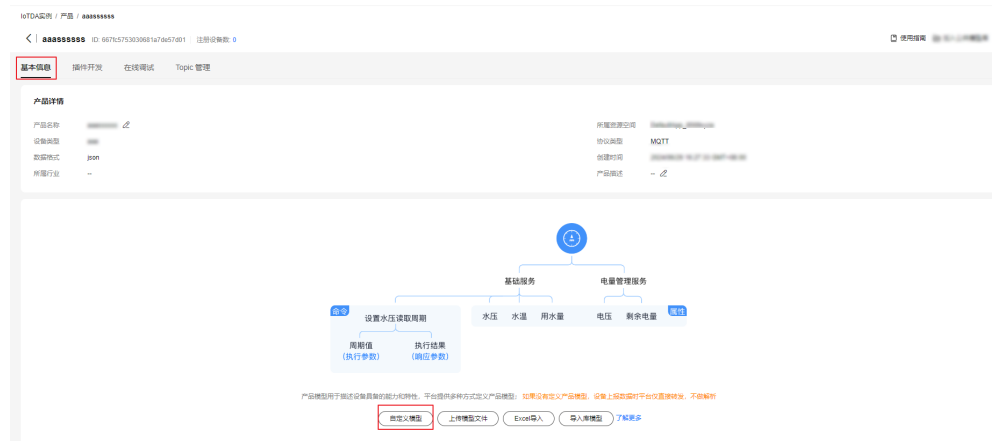 IoTDA实例 / 产品 / aaassssss
aaassssss ID: 667fc5753030681a7de57d01 注册设备数 0
使用指南
基本信息 插件开发 在线调试 Topic 管理
产品详情
产品名称 所属资源空间
设备类型 协议类型 MQTT
数据格式 json 创建时间
所属行业 -- 产品描述 --
基础服务 电量管理服务
命令 设置水压读取周期 水压 水温 用水量 电压 剩余电量 属性
周期值 执行结果
(执行参数) (响应参数)
产品模型用于描述设备具备的能力和特性，平台提供多种方式定义产品模型；如果没有定义产品模型，设备上报数据时平台仅直接转发，不做解析
自定义模型 上传模型文件 Excel导入 导入库模型 了解更多